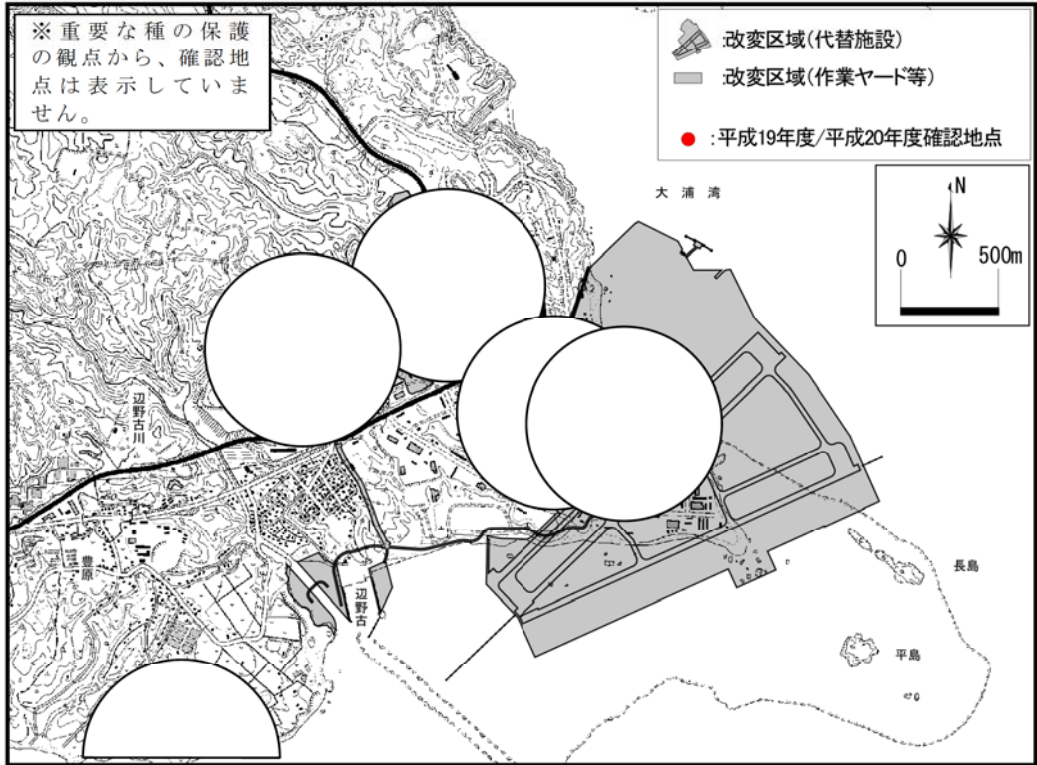 ※重要な種の保護
の観点から、確認地
点は表示していま
せん。
:改変区域(代替施設)
:改変区域(作業ヤード等)
:平成19年度/平成20年度確認地点
大浦湾
N
0 500m
辺野古川
豊原
辺野古
長島
平島